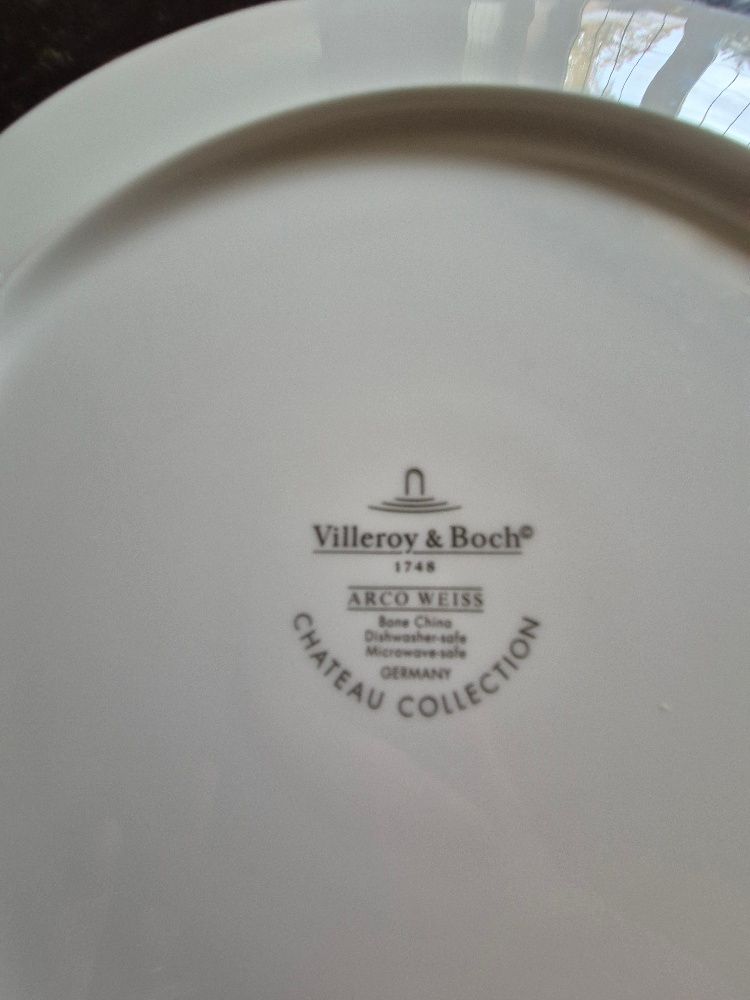 Villeroy & Boch©
1748
ARCO WEISS
Bone China
Dishwasher-safe
Microwave-safe
GERMANY
CHATEAU COLLECTION